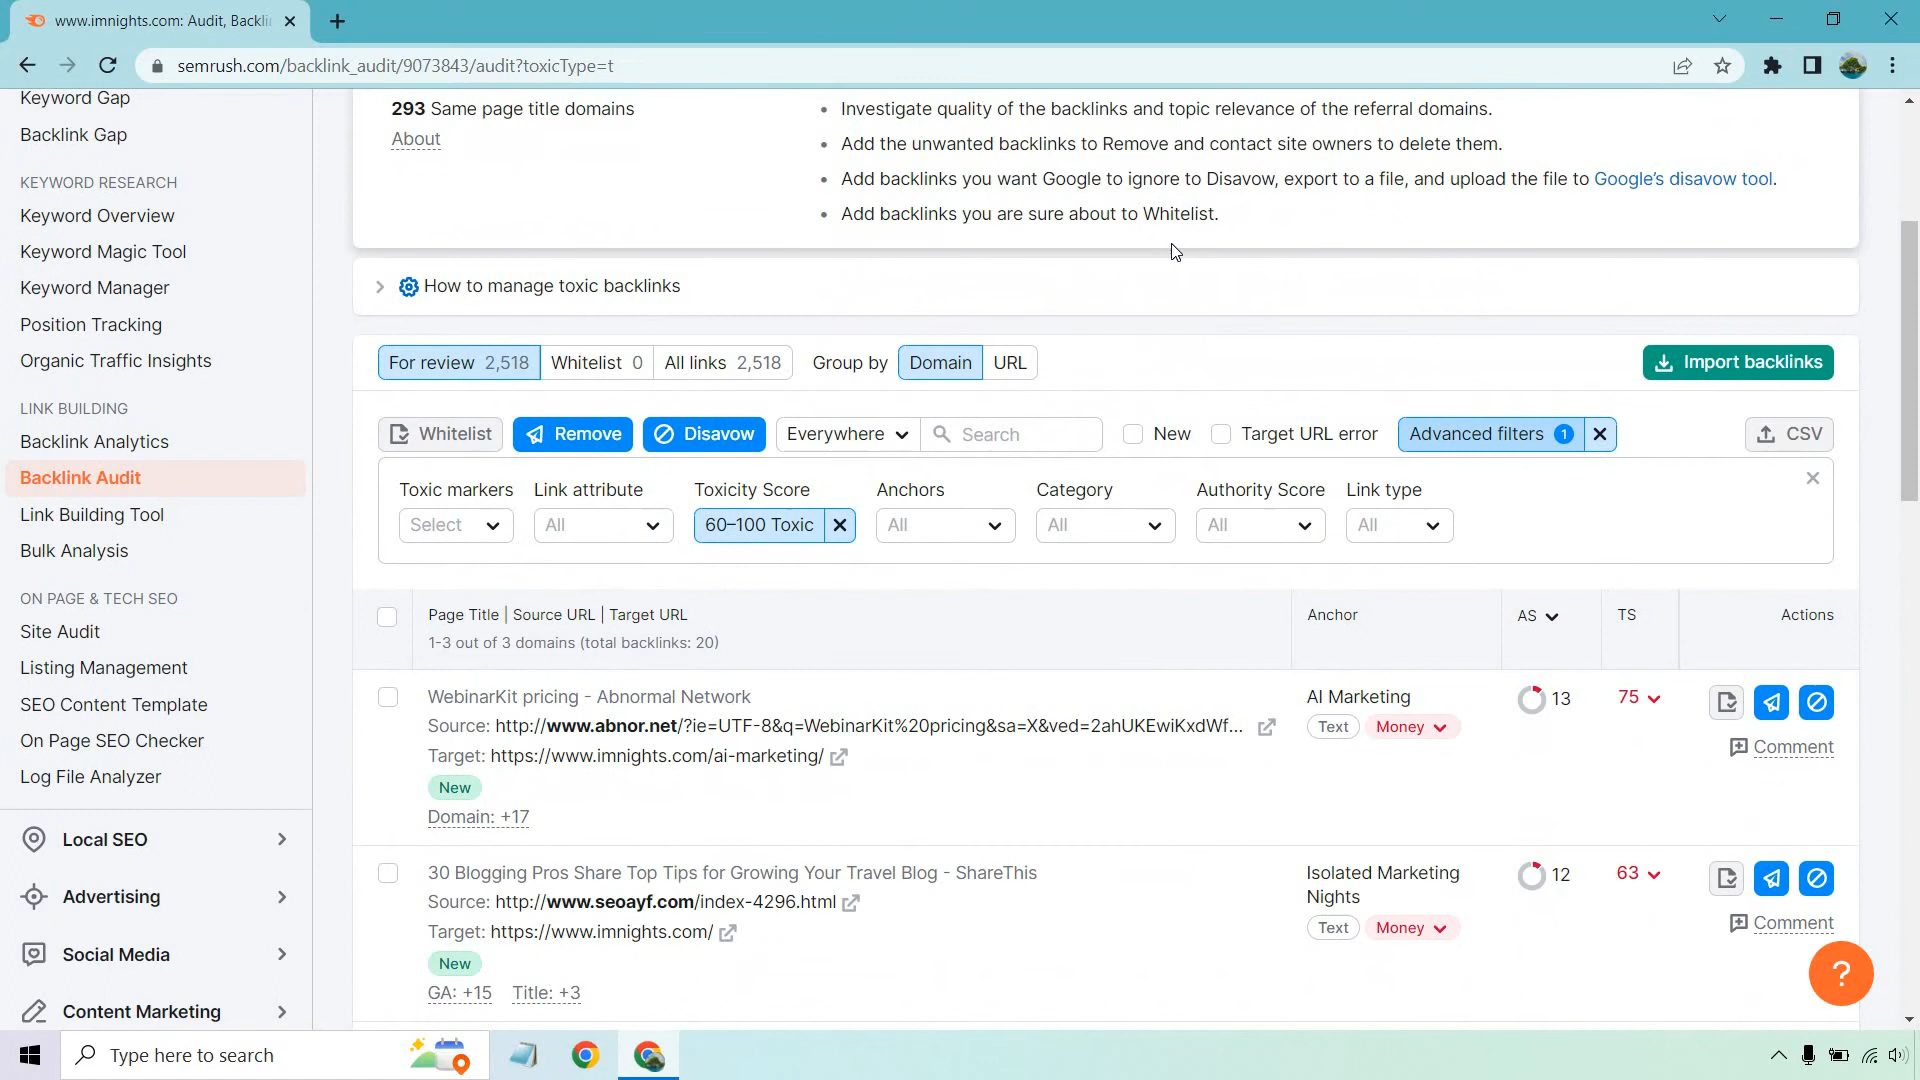 www.imnights.com: Audit, Backli
semrush.com/backlink_audit/9073843/audit?toxicType=t
Keyword Gap
Backlink Gap
KEYWORD RESEARCH
Keyword Overview
Keyword Magic Tool
Keyword Manager
Position Tracking
Organic Traffic Insights
LINK BUILDING
Backlink Analytics
Backlink Audit
Link Building Tool
Bulk Analysis
ON PAGE & TECH SEO
Site Audit
Listing Management
SEO Content Template
On Page SEO Checker
Log File Analyzer
Local SEO
Advertising
Social Media
Content Marketing
293 Same page title domains
About
• Investigate quality of the backlinks and topic relevance of the referral domains.
• Add the unwanted backlinks to Remove and contact site owners to delete them.
• Add backlinks you want Google to ignore to Disavow, export to a file, and upload the file to Google's disavow tool.
• Add backlinks you are sure about to Whitelist.
How to manage toxic backlinks
For review 2,518 Whitelist 0 All links 2,518 Group by Domain URL Import backlinks
Whitelist Remove Disavow Everywhere Search New Target URL error Advanced filters 1 CSV
Toxic markers Link attribute Toxicity Score Anchors Category Authority Score Link type
Select All 60–100 Toxic All All All All
Page Title | Source URL | Target URL Anchor AS TS Actions
1-3 out of 3 domains (total backlinks: 20)
WebinarKit pricing - Abnormal Network AI Marketing 13 75
Source: http://www.abnor.net/?ie=UTF-8&q=WebinarKit%20pricing&sa=X&ved=2ahUKEwiKxdWf... Text Money
Target: https://www.imnights.com/ai-marketing/ Comment
New
Domain: +17
30 Blogging Pros Share Top Tips for Growing Your Travel Blog - ShareThis Isolated Marketing 12 63
Nights
Source: http://www.seoayf.com/index-4296.html
Target: https://www.imnights.com/ Text Money Comment
New
GA: +15 Title: +3
?
Type here to search